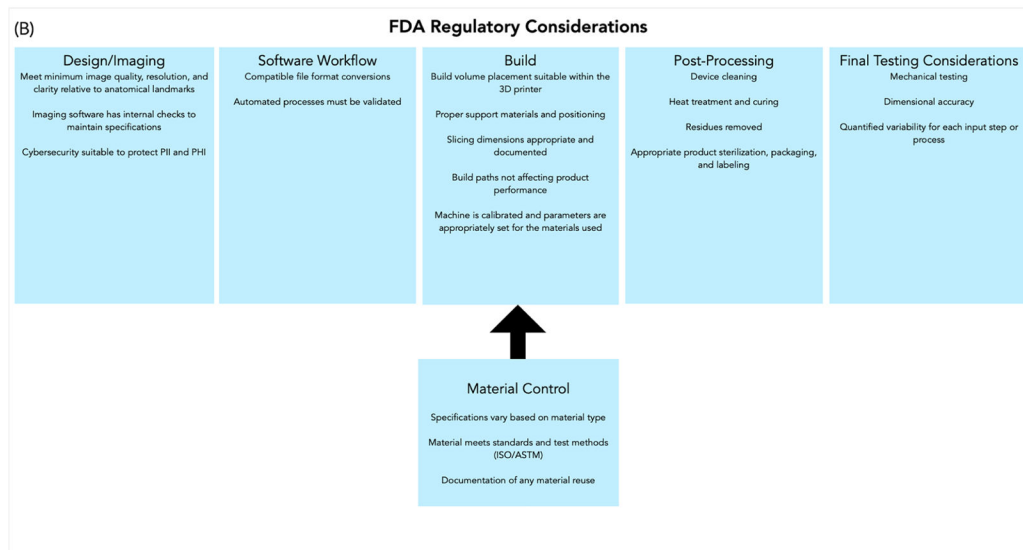 (B)
FDA Regulatory Considerations
Design/Imaging
Meet minimum image quality, resolution, and
clarity relative to anatomical landmarks
Imaging software has internal checks to
maintain specifications
Cybersecurity suitable to protect PII and PHI
Software Workflow
Compatible file format conversions
Automated processes must be validated
Build
Build volume placement suitable within the
3D printer
Proper support materials and positioning
Slicing dimensions appropriate and
documented
Build paths not affecting product
performance
Machine is calibrated and parameters are
appropriately set for the materials used
Post-Processing
Device cleaning
Heat treatment and curing
Residues removed
Appropriate product sterilization, packaging,
and labeling
Final Testing Considerations
Mechanical testing
Dimensional accuracy
Quantified variability for each input step or
process
Material Control
Specifications vary based on material type
Material meets standards and test methods
(ISO/ASTM)
Documentation of any material reuse